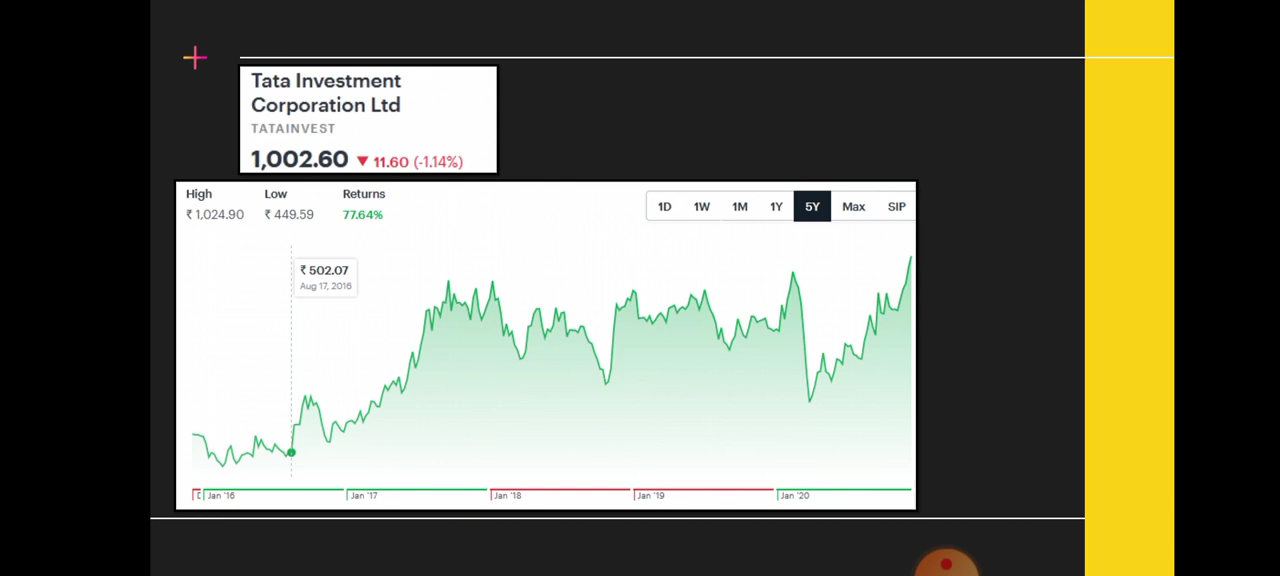 Tata Investment
Corporation Ltd
TATAINVEST
1,002.60 ▼ 11.60 (-1.14%)
High Low Returns
₹ 1,024.90 ₹ 449.59 77.64%
1D 1W 1M 1Y 5Y Max SIP
₹ 502.07
Aug 17, 2016
Jan '16 Jan '17 Jan '18 Jan '19 Jan '20